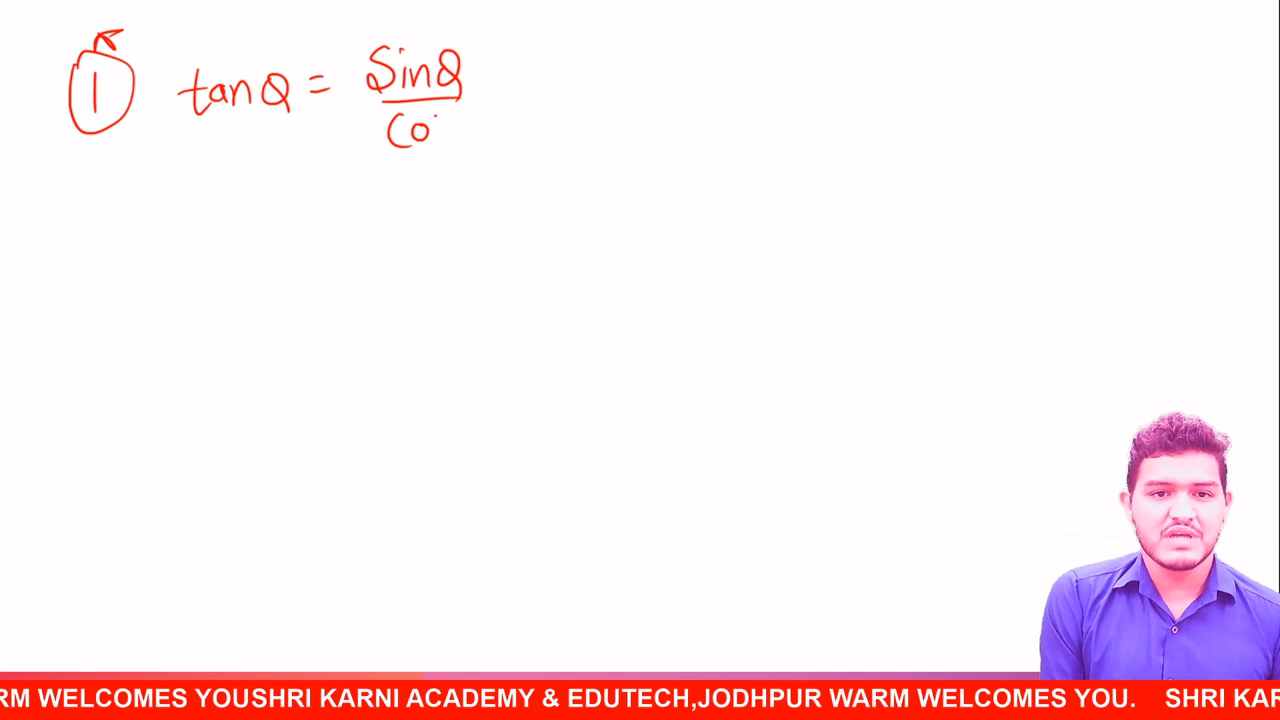 1 tanθ = Sinθ
Co
RM WELCOMES YOUSHRI KARNI ACADEMY & EDUTECH,JODHPUR WARM WELCOMES YOU. SHRI KAR